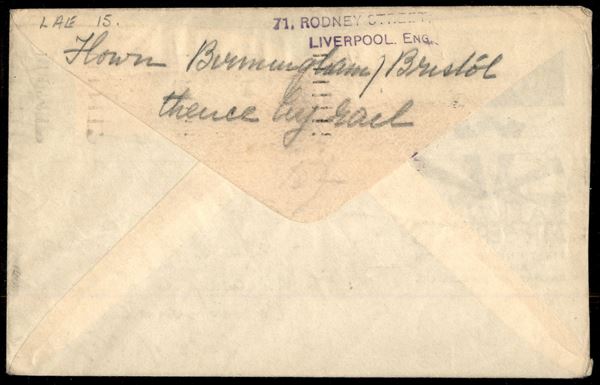 LAE 15.
71, RODNEY STREET,
LIVERPOOL, ENG.
Flown Birmingham/Bristol
thence by rail